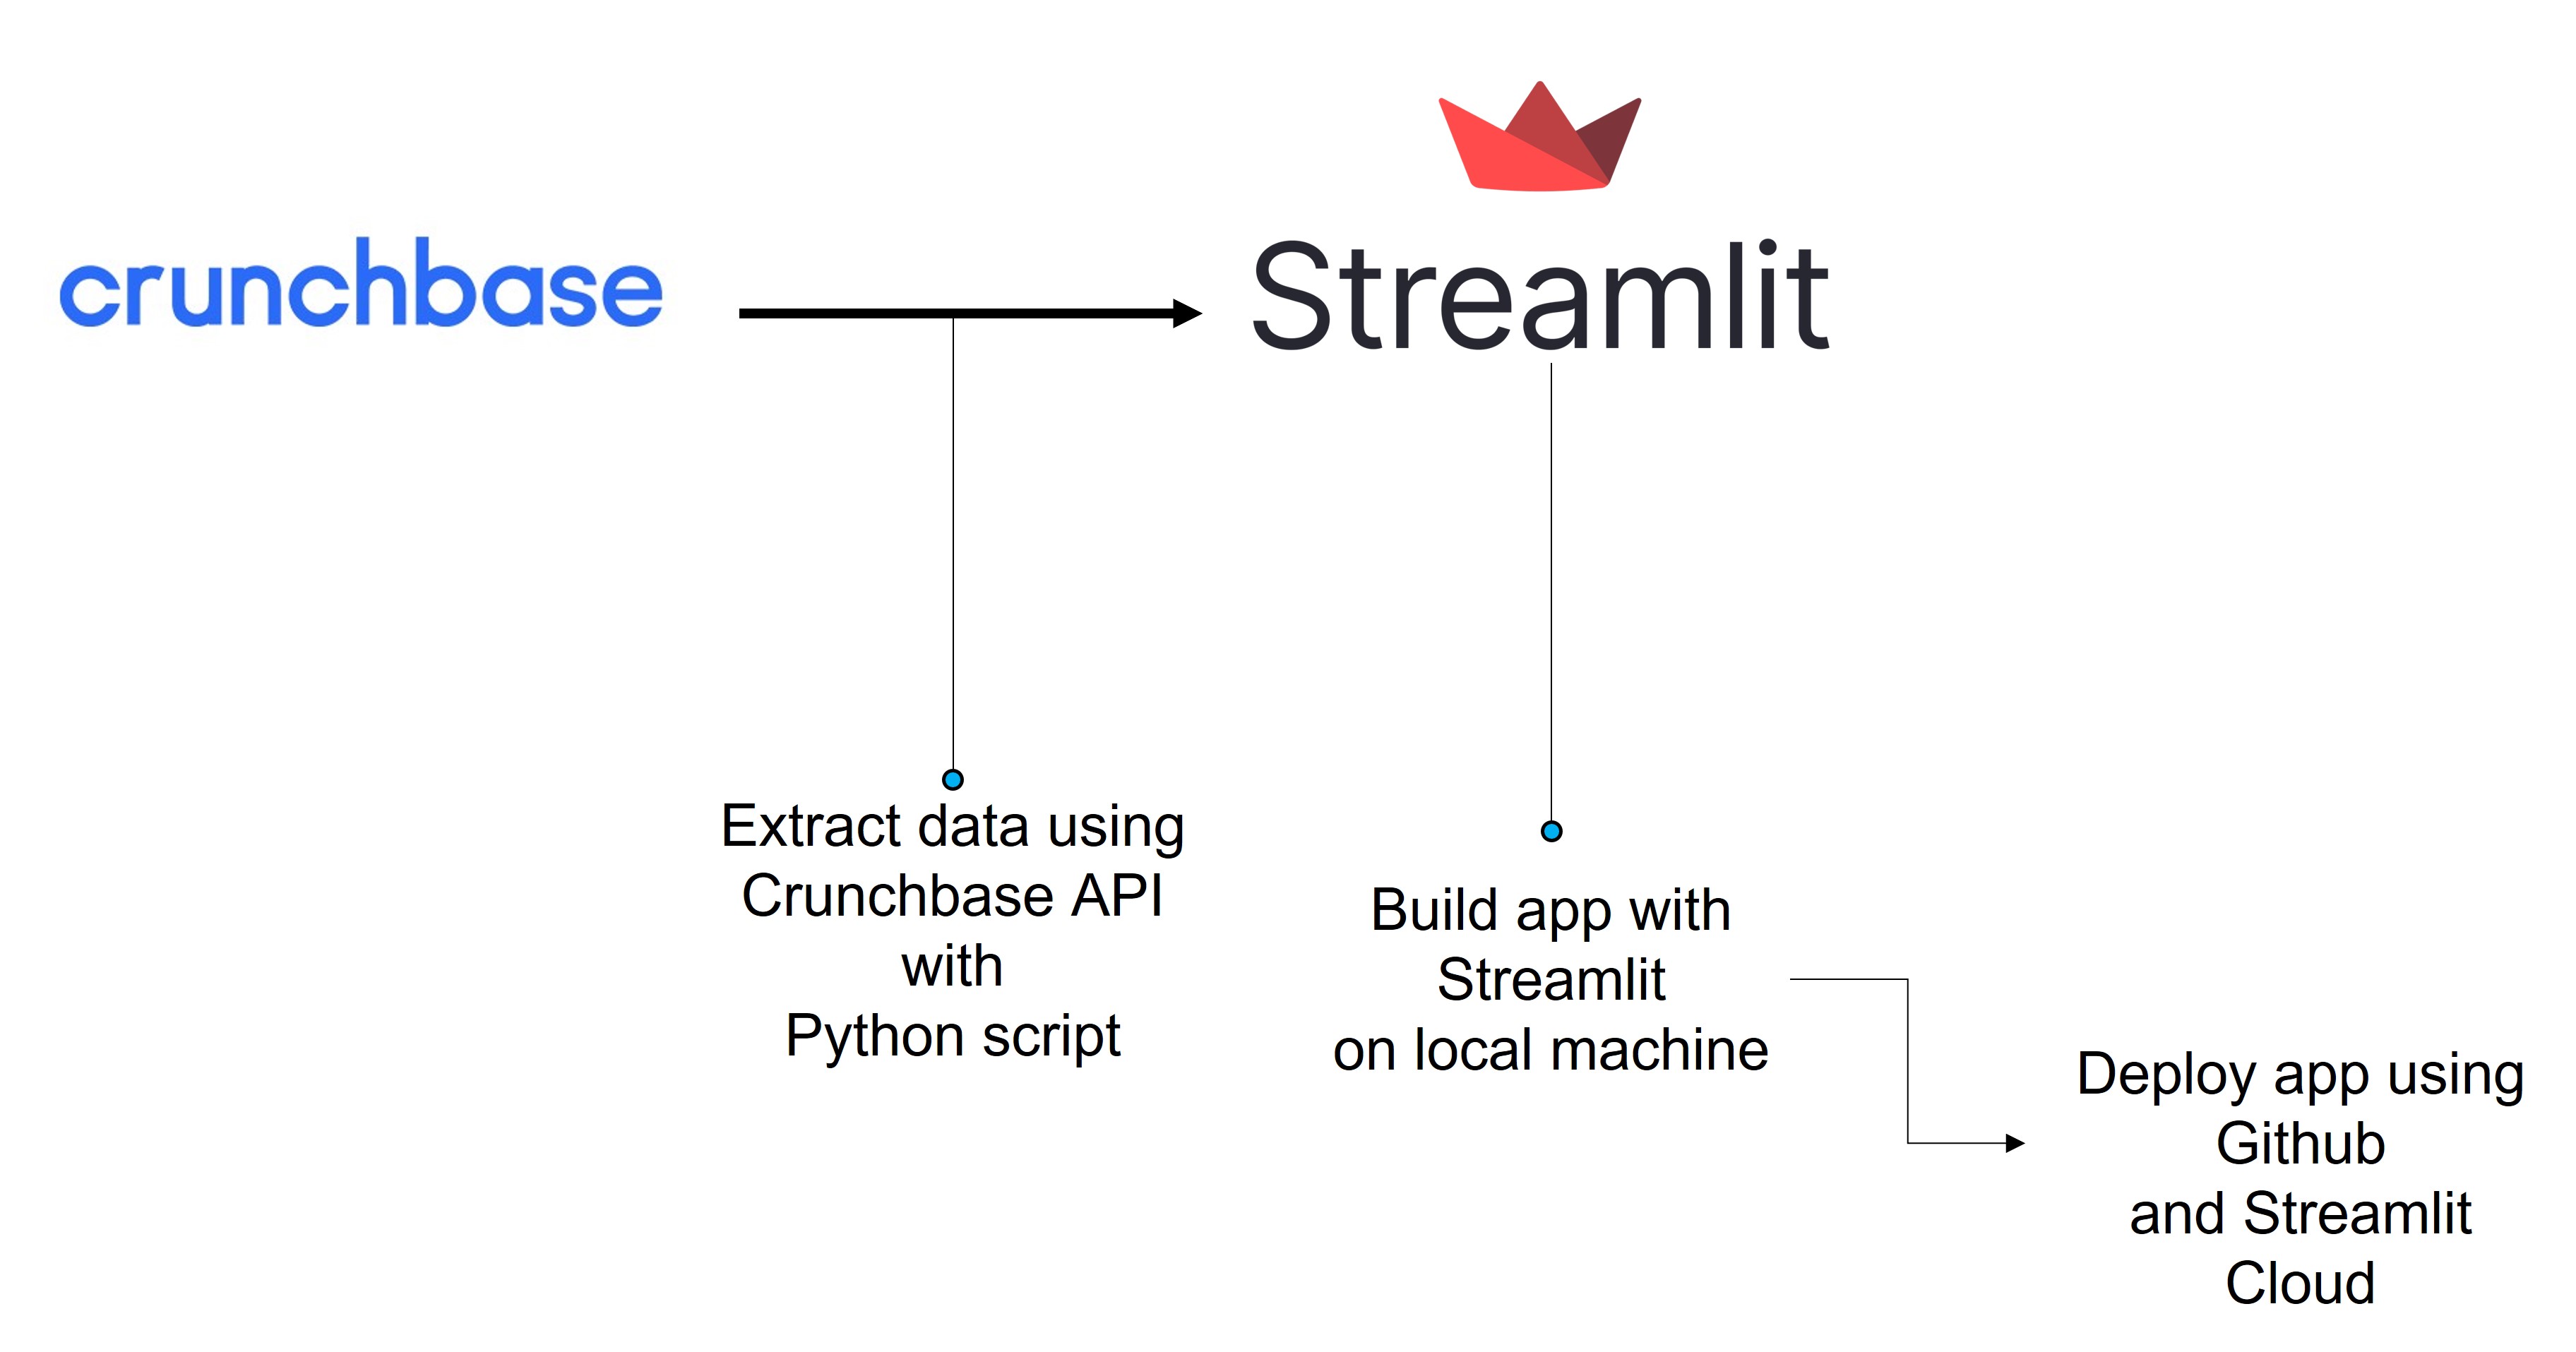 crunchbase
Streamlit
Extract data using
Crunchbase API
with
Python script
Build app with
Streamlit
on local machine
Deploy app using
Github
and Streamlit
Cloud